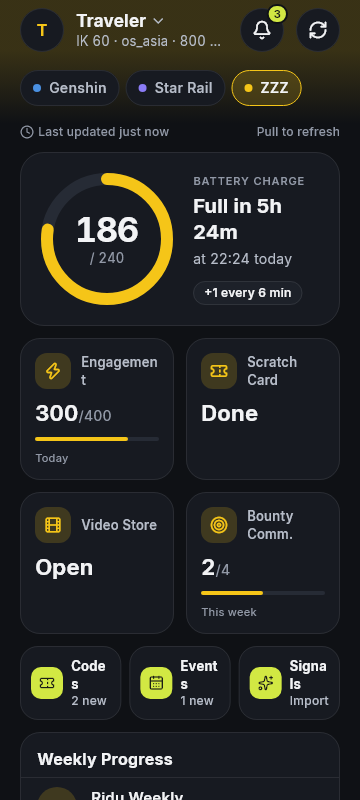 T
Traveler
IK 60 · os_asia · 800 ...
3
Genshin
Star Rail
ZZZ
Last updated just now
Pull to refresh
186
/ 240
BATTERY CHARGE
Full in 5h
24m
at 22:24 today
+1 every 6 min
Engagemen
t
300/400
Today
Scratch
Card
Done
Video Store
Open
Bounty
Comm.
2/4
This week
Code
s
2 new
Event
s
1 new
Signa
ls
Import
Weekly Progress
Ridu Weekly